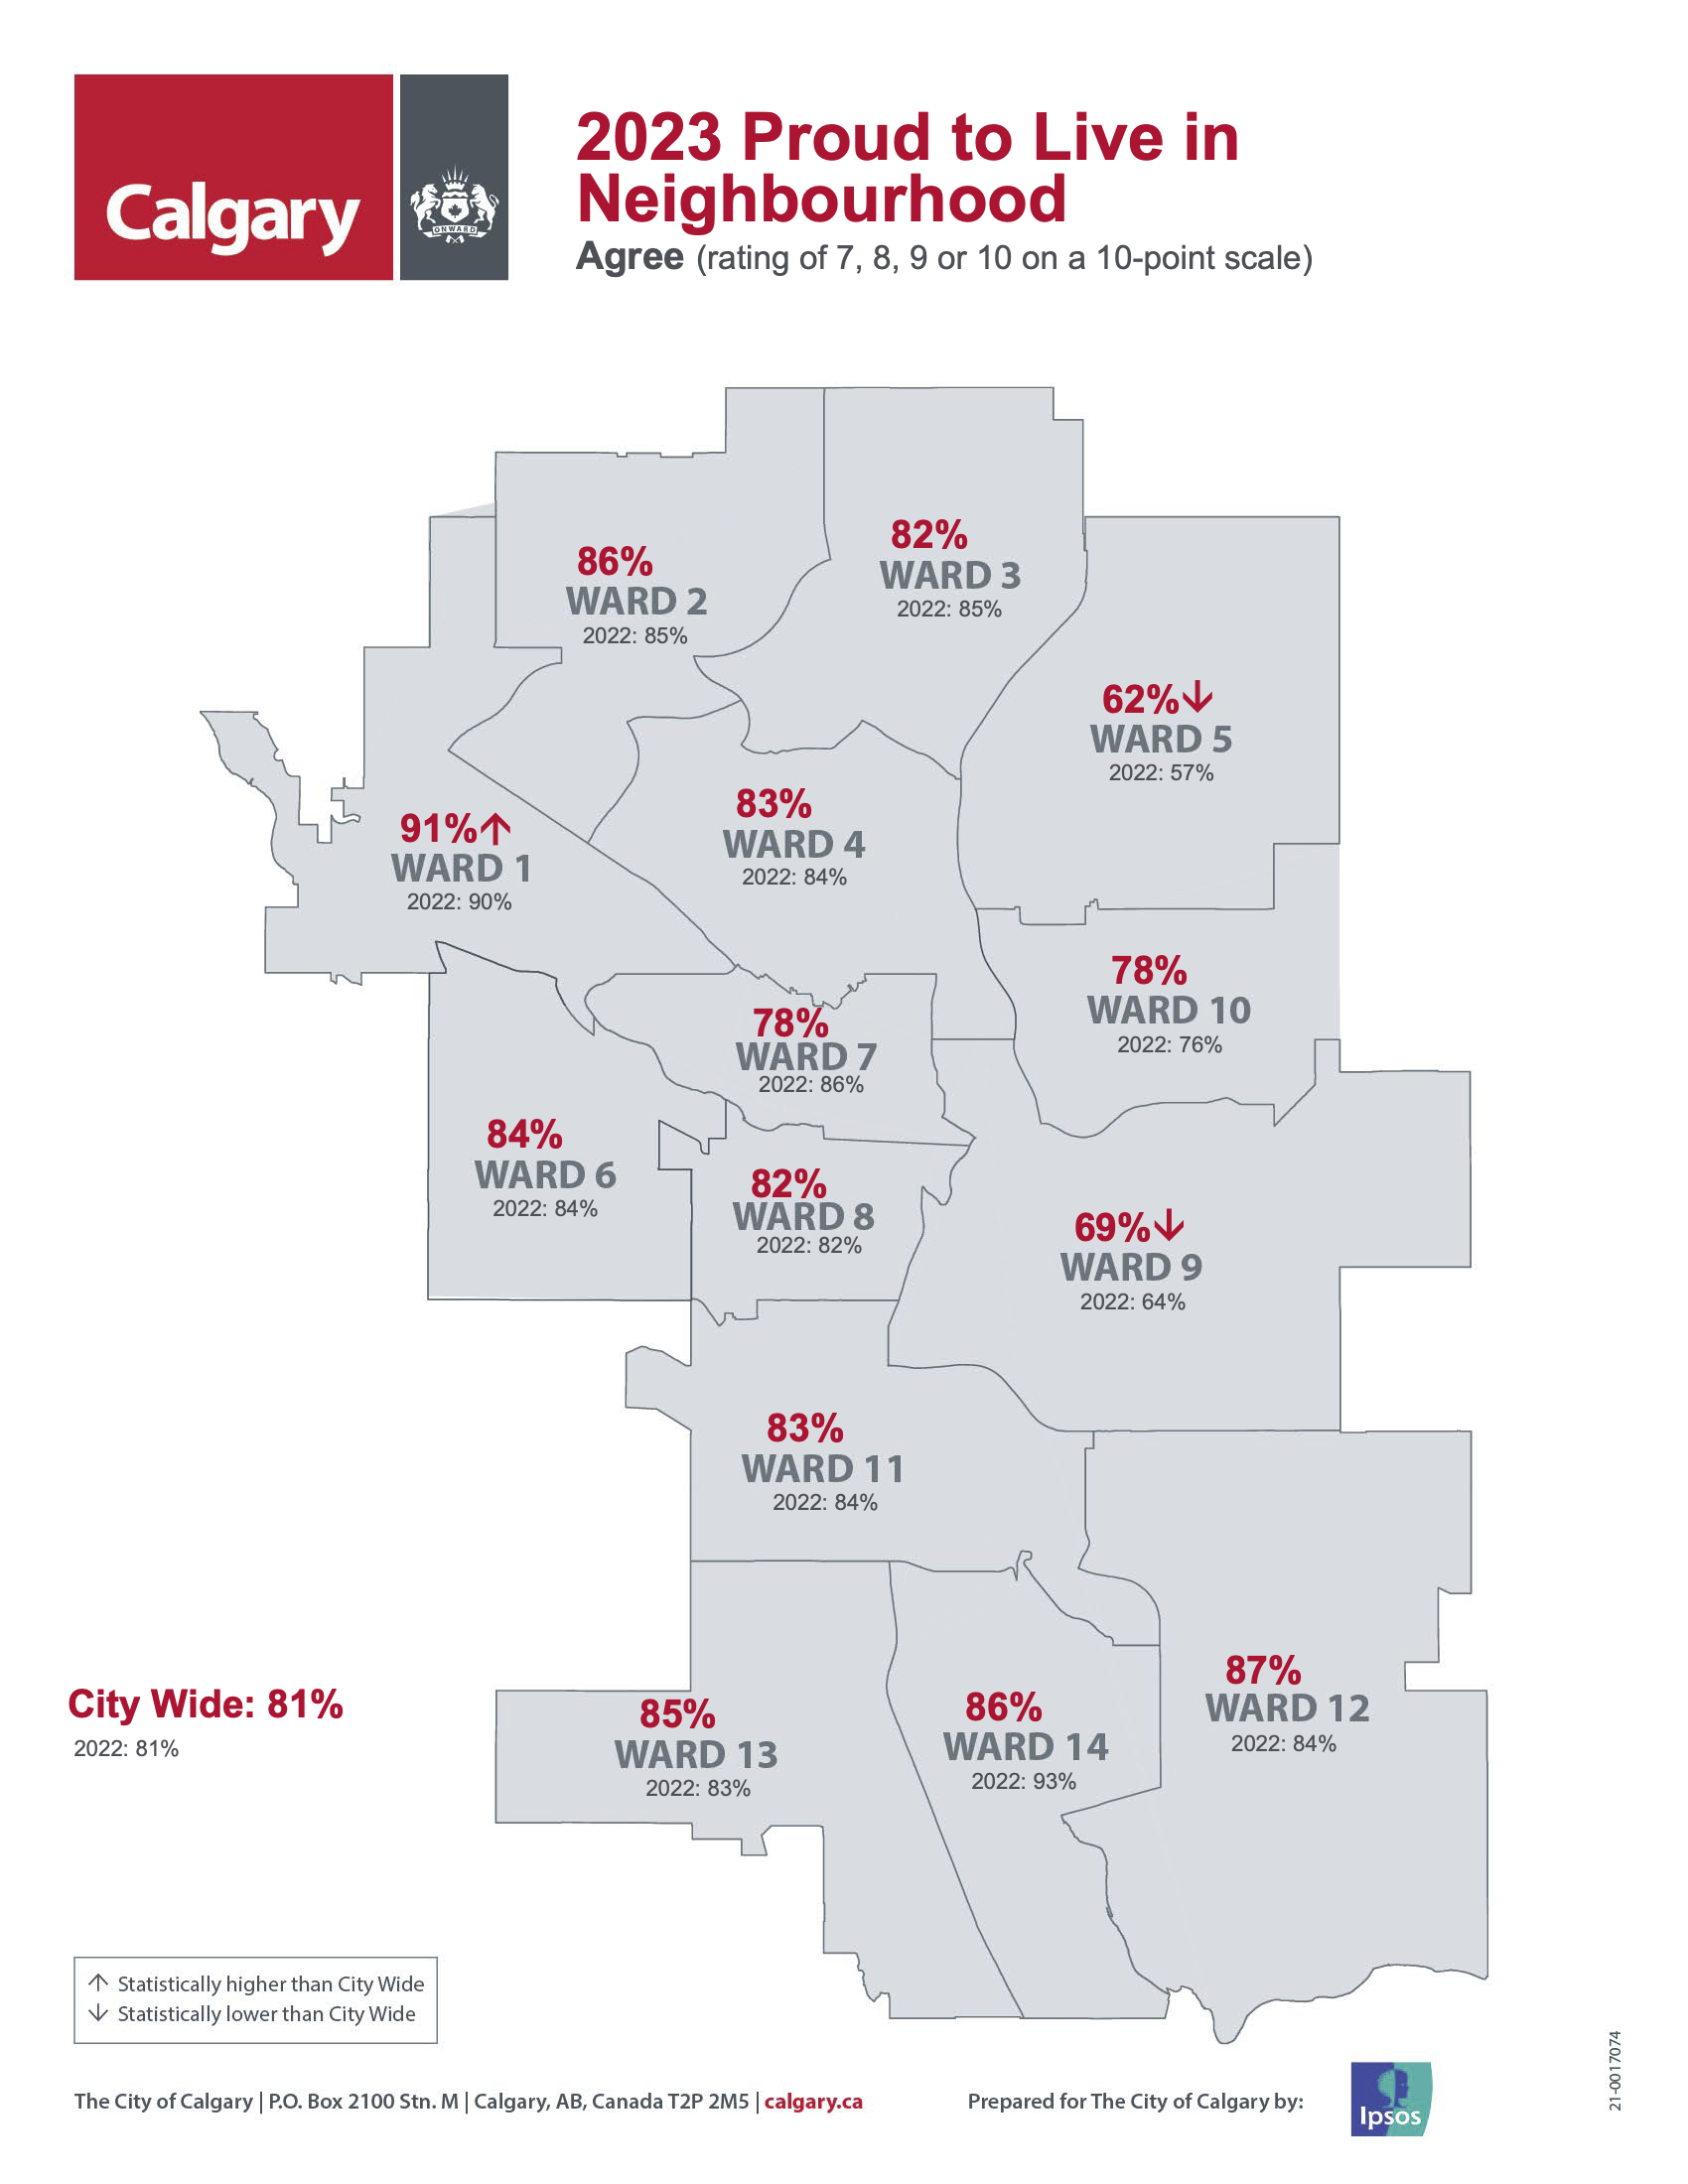 Calgary
ONWARD
2023 Proud to Live in
Neighbourhood
Agree (rating of 7, 8, 9 or 10 on a 10-point scale)
86%
WARD 2
2022: 85%
82%
WARD 3
2022: 85%
62%↓
WARD 5
2022: 57%
91%↑
WARD 1
2022: 90%
83%
WARD 4
2022: 84%
78%
WARD 10
2022: 76%
78%
WARD 7
2022: 86%
84%
WARD 6
2022: 84%
82%
WARD 8
2022: 82%
69%↓
WARD 9
2022: 64%
83%
WARD 11
2022: 84%
87%
WARD 12
2022: 84%
85%
WARD 13
2022: 83%
86%
WARD 14
2022: 93%
City Wide: 81%
2022: 81%
↑ Statistically higher than City Wide
↓ Statistically lower than City Wide
The City of Calgary | P.O. Box 2100 Stn. M | Calgary, AB, Canada T2P 2M5 | calgary.ca
Prepared for The City of Calgary by:
Ipsos
21-0017074